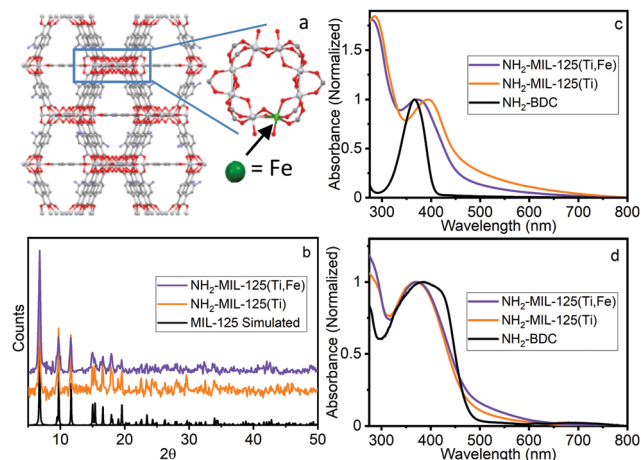 a
= Fe
b
NH₂-MIL-125(Ti,Fe)
NH₂-MIL-125(Ti)
MIL-125 Simulated
Counts
10 20 30 40 50
2θ
c
NH₂-MIL-125(Ti,Fe)
NH₂-MIL-125(Ti)
NH₂-BDC
Absorbance (Normalized)
1.5
1
0.5
0
300 400 500 600 700 800
Wavelength (nm)
d
NH₂-MIL-125(Ti,Fe)
NH₂-MIL-125(Ti)
NH₂-BDC
Absorbance (Normalized)
1
0.5
0
300 400 500 600 700 800
Wavelength (nm)